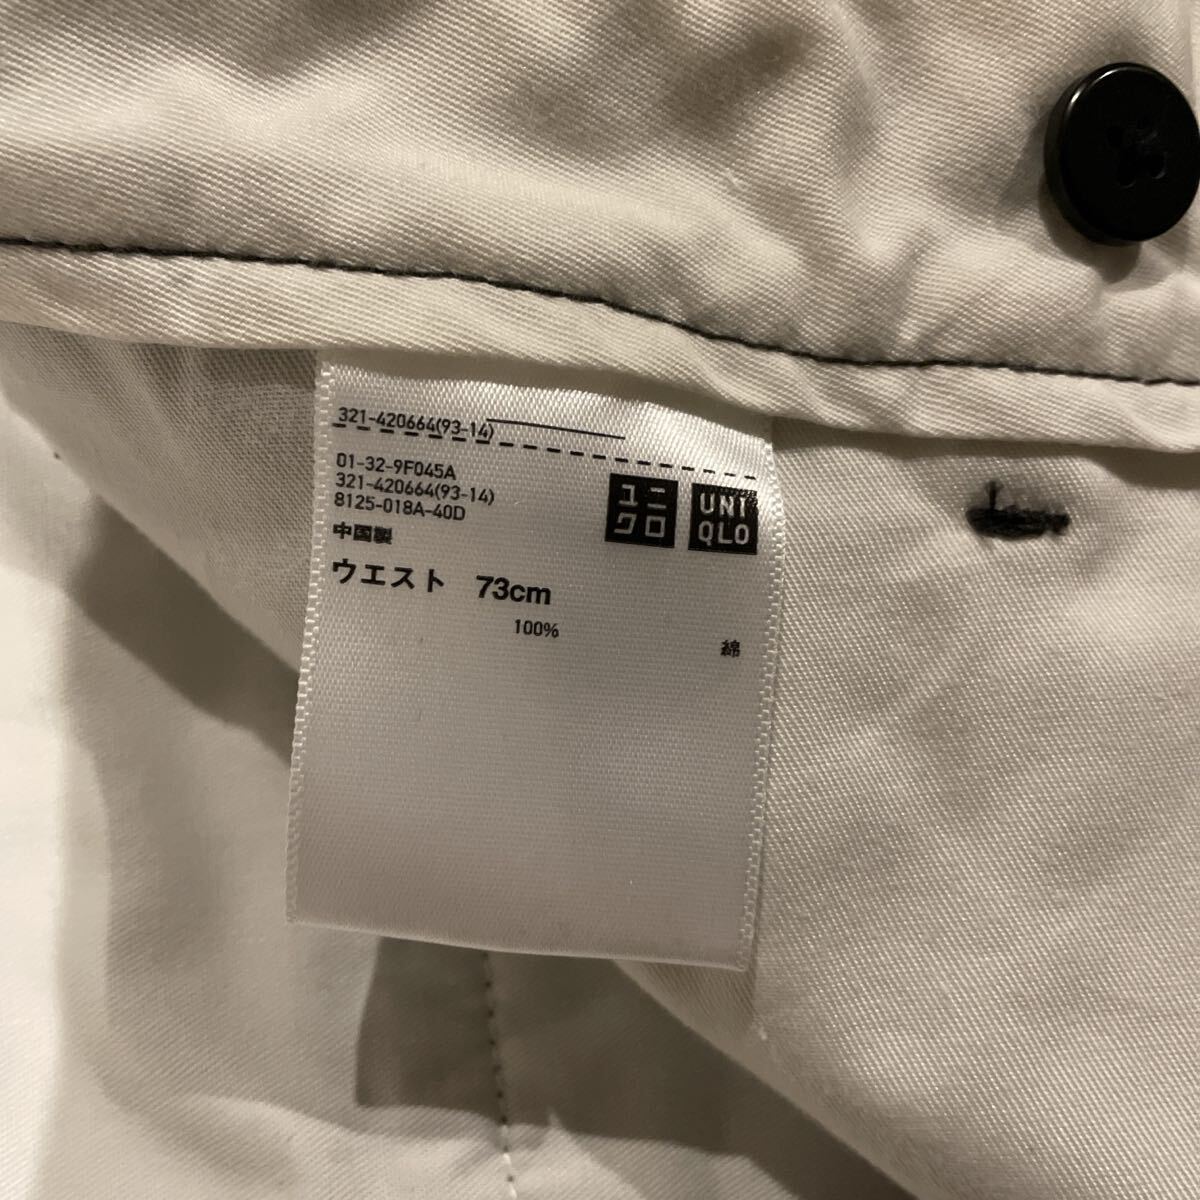 321-420664(93-14)
01-32-9F045A
321-420664(93-14)
8125-018A-40D
中国製
ユニ
クロ
UNI
QLO
ウエスト 73cm
100% 綿